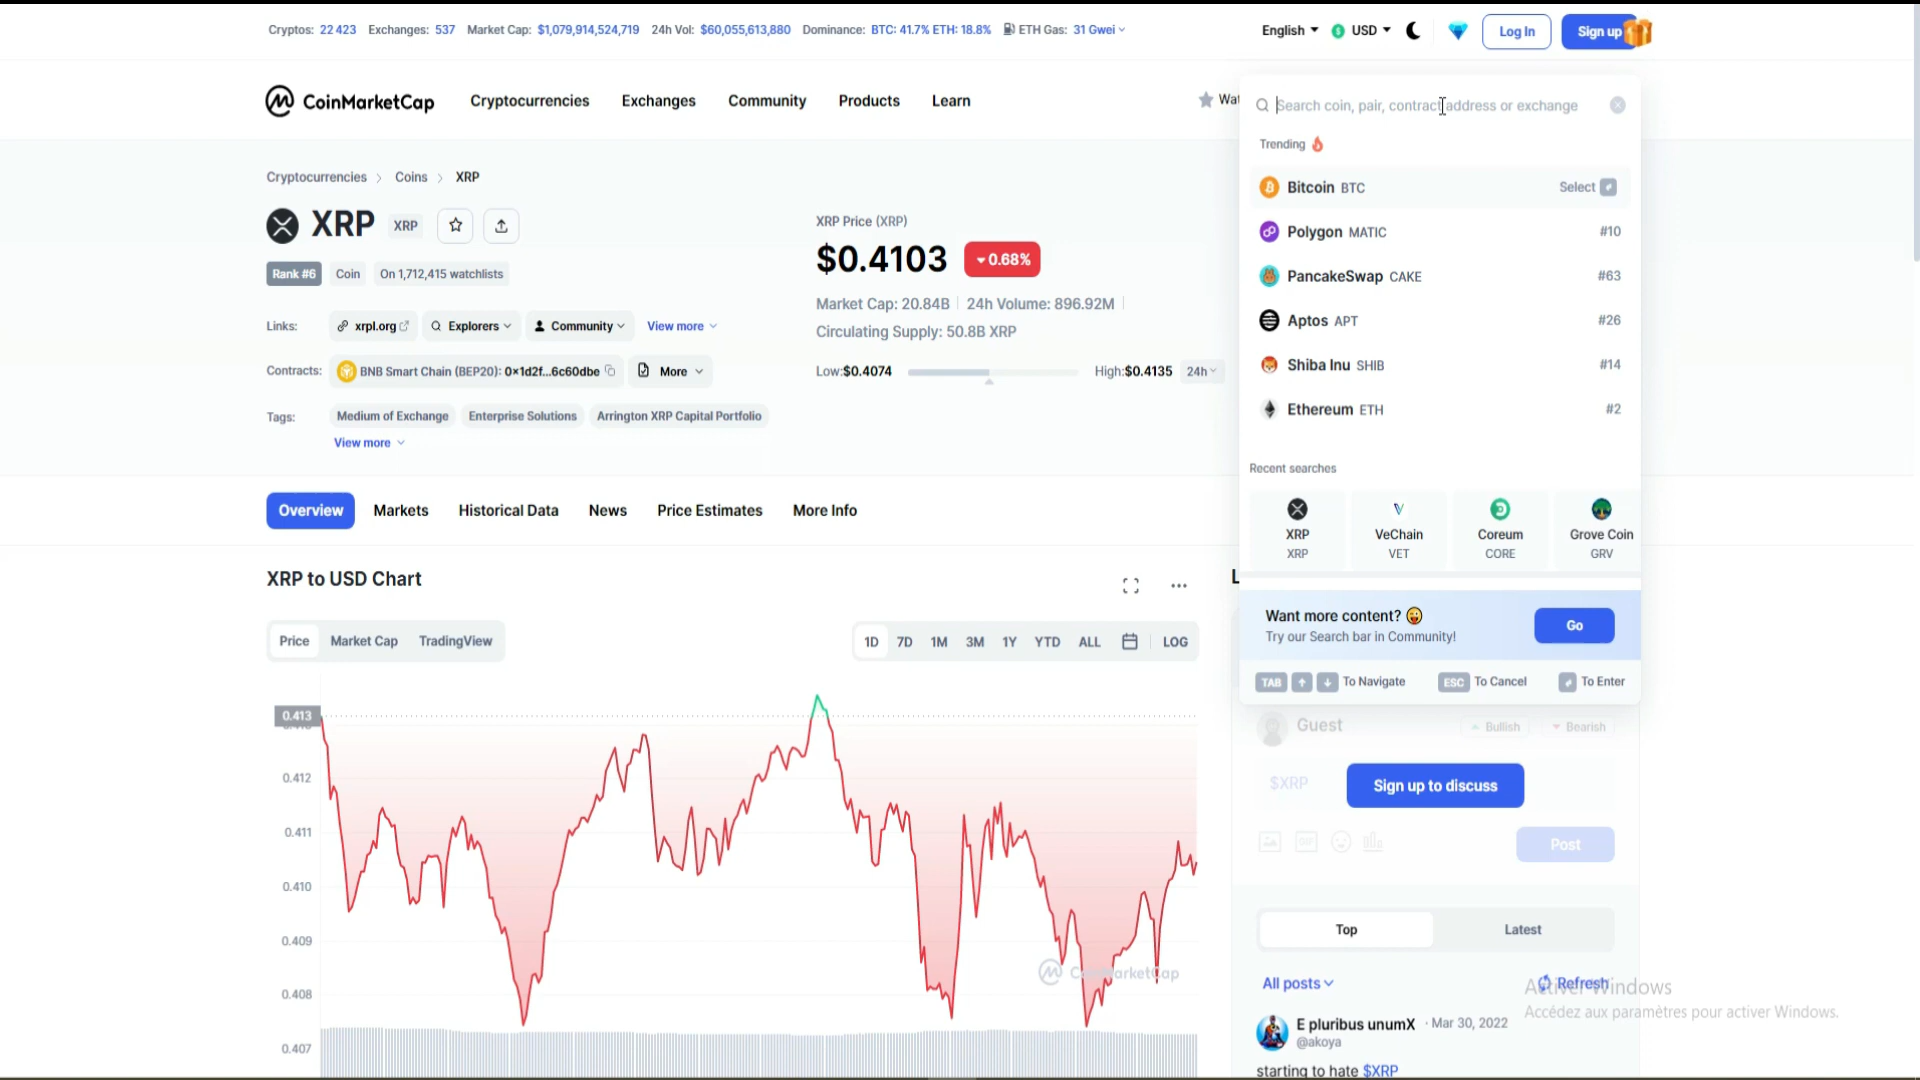 Cryptos: 22 423 Exchanges: 537 Market Cap: $1,079,914,524,719 24h Vol: $60,055,613,880 Dominance: BTC: 41.7% ETH: 18.8% ETH Gas: 31 Gwei
English USD Log In Sign up
CoinMarketCap Cryptocurrencies Exchanges Community Products Learn
Search coin, pair, contract address or exchange
Trending
Bitcoin BTC Select
Polygon MATIC #10
PancakeSwap CAKE #63
Aptos APT #26
Shiba Inu SHIB #14
Ethereum ETH #2
Recent searches
XRP VeChain Coreum Grove Coin
XRP VET CORE GRV
Want more content?
Try our Search bar in Community!
Go
TAB To Navigate ESC To Cancel To Enter
Cryptocurrencies > Coins > XRP
XRP XRP
Rank #6 Coin On 1,712,415 watchlists
Links: xrpl.org Explorers Community View more
Contracts: BNB Smart Chain (BEP20): 0x1d2f...6c60dbe More
Tags: Medium of Exchange Enterprise Solutions Arrington XRP Capital Portfolio
View more
XRP Price (XRP)
$0.4103 0.68%
Market Cap: 20.84B 24h Volume: 896.92M
Circulating Supply: 50.8B XRP
Low:$0.4074 High:$0.4135 24h
Overview Markets Historical Data News Price Estimates More Info
XRP to USD Chart
Price Market Cap TradingView
1D 7D 1M 3M 1Y YTD ALL LOG
0.413
0.412
0.411
0.410
0.409
0.408
0.407
CoinMarketCap
Guest Bullish Bearish
$XRP Sign up to discuss
GIF
Post
Top Latest
All posts Refresh
Activer Windows
Accédez aux paramètres pour activer Windows.
E pluribus unumX · Mar 30, 2022
@akoya
starting to hate $XRP